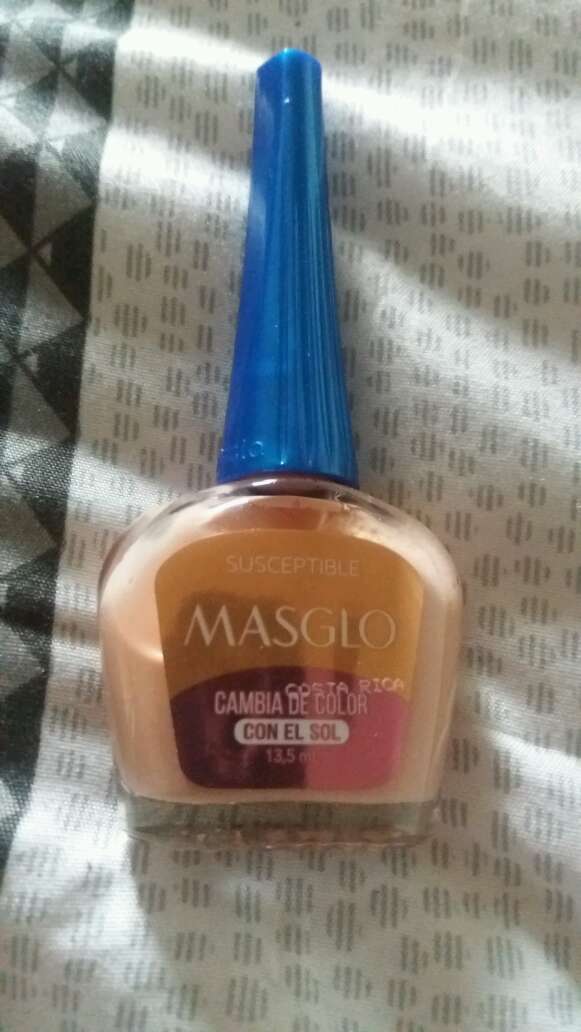 SUSCEPTIBLE
MASGLO
COSTA RICA
CAMBIA DE COLOR
CON EL SOL
13,5 ml